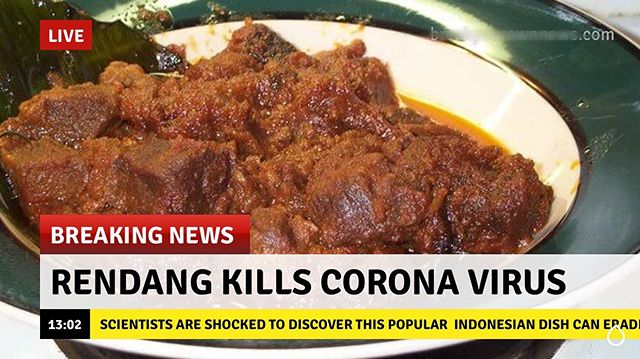 LIVE
BREAKING NEWS
RENDANG KILLS CORONA VIRUS
13:02 SCIENTISTS ARE SHOCKED TO DISCOVER THIS POPULAR INDONESIAN DISH CAN